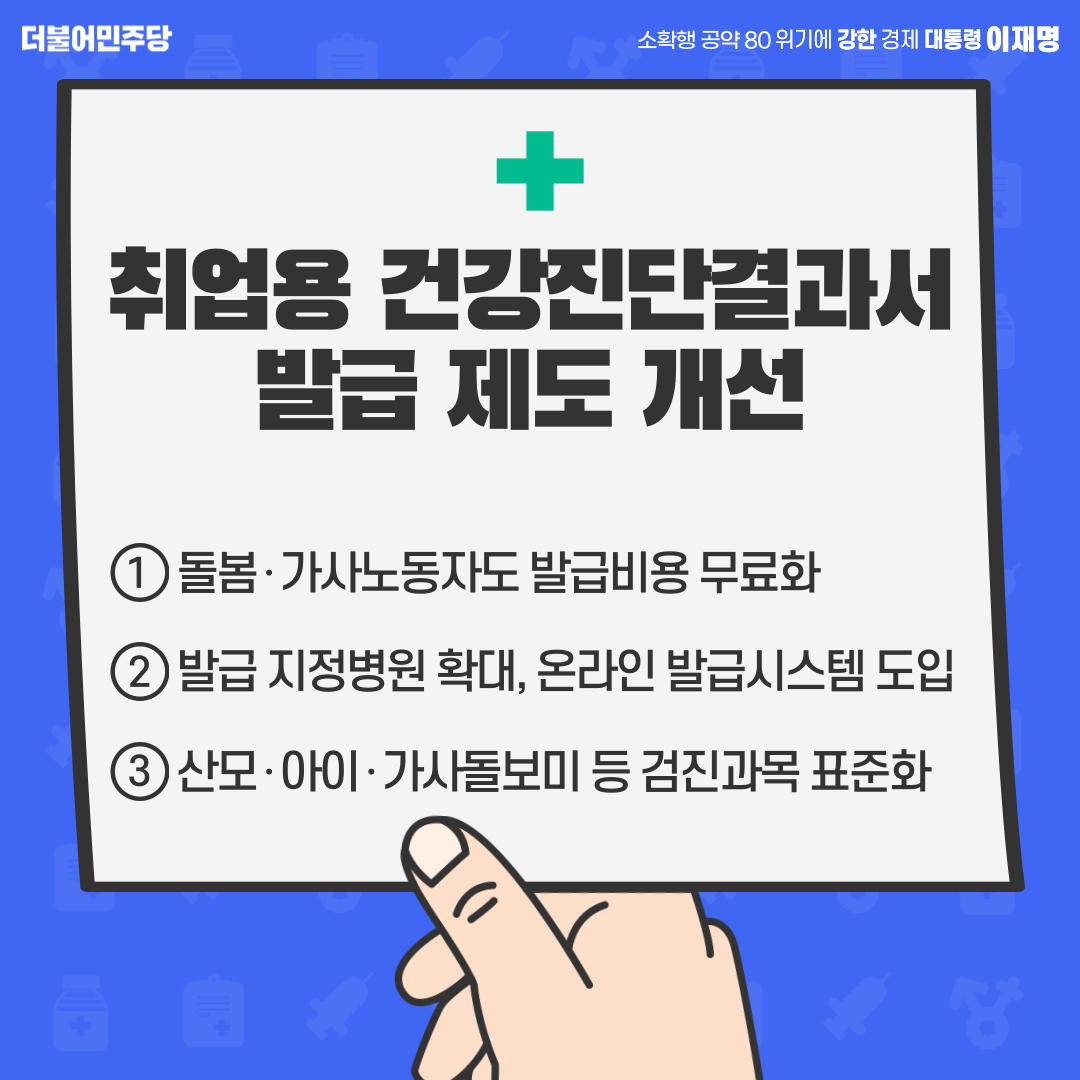 더불어민주당
소확행 공약 80 위기에 강한 경제 대통령 이재명
취업용 건강진단결과서
발급 제도 개선
① 돌봄·가사노동자도 발급비용 무료화
② 발급 지정병원 확대, 온라인 발급시스템 도입
③ 산모·아이·가사돌보미 등 검진과목 표준화